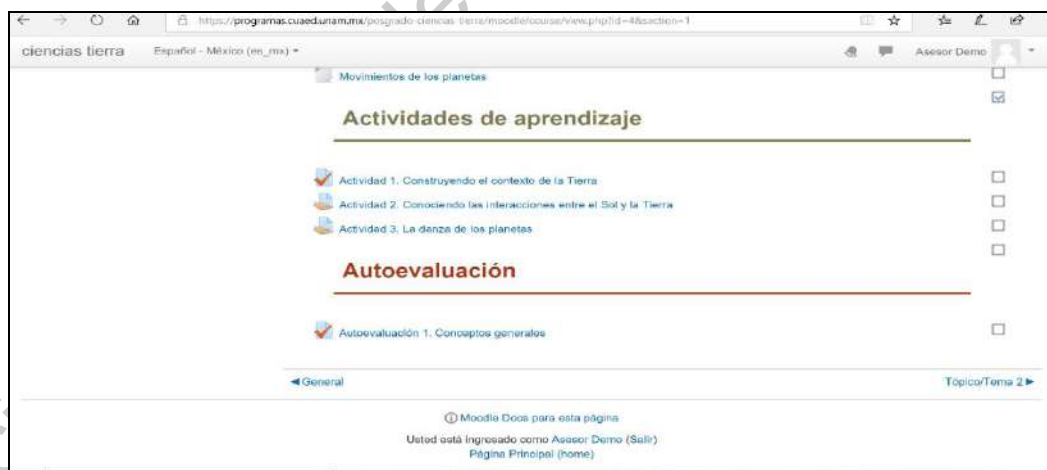 https://programas.cuaed.unam.mx/posgrado-ciencias-tierra/moodle/course/view.php?id=4&section=1
ciencias tierra Español - México (en_mx) Asesor Demo
Movimientos de los planetas
Actividades de aprendizaje
Actividad 1. Construyendo el contexto de la Tierra
Actividad 2. Conociendo las interacciones entre el Sol y la Tierra
Actividad 3. La danza de los planetas
Autoevaluación
Autoevaluación 1. Conceptos generales
◄General Tópico/Tema 2►
Moodle Docs para esta página
Usted está ingresado como Asesor Demo (Salir)
Página Principal (home)